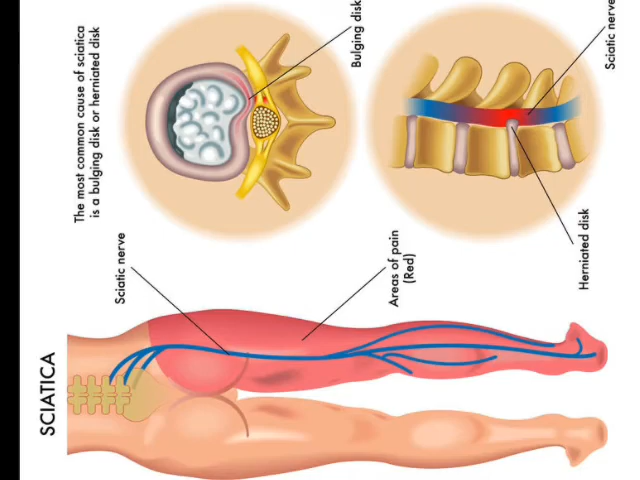 SCIATICA
The most common cause of sciatica
is a bulging disk or herniated disk
Bulging disk
Sciatic nerve
Sciatic nerve
Areas of pain
(Red)
Herniated disk